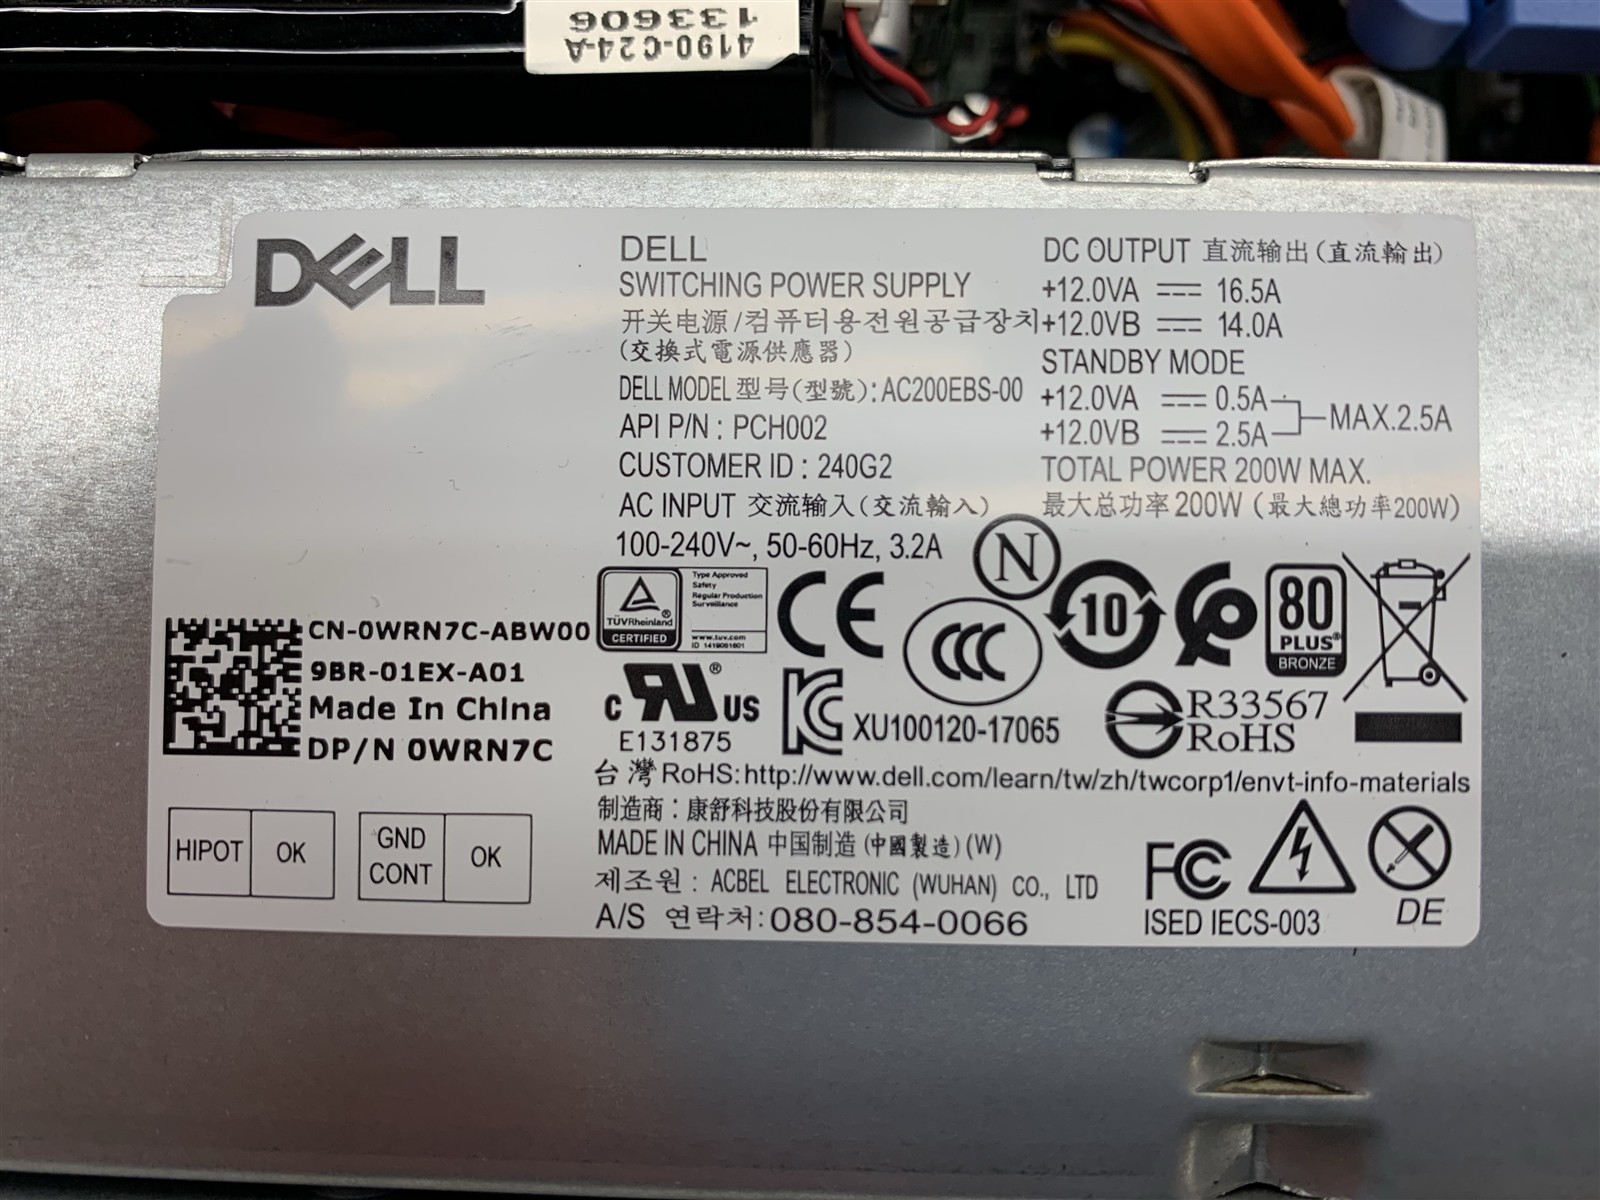 4190-C24-A
133606
DELL
DELL
SWITCHING POWER SUPPLY
开关电源/컴퓨터용전원공급장치
(交換式電源供應器)
DELL MODEL 型号(型號): AC200EBS-00
API P/N : PCH002
CUSTOMER ID : 240G2
AC INPUT 交流输入(交流輸入)
100-240V~, 50-60Hz, 3.2A
DC OUTPUT 直流输出(直流輸出)
+12.0VA ⎓ 16.5A
+12.0VB ⎓ 14.0A
STANDBY MODE
+12.0VA ⎓ 0.5A
+12.0VB ⎓ 2.5A
MAX.2.5A
TOTAL POWER 200W MAX.
最大总功率200W (最大總功率200W)
N
CN-0WRN7C-ABW00
9BR-01EX-A01
Made In China
DP/N 0WRN7C
HIPOT OK
GND CONT OK
TÜVRheinland®
CERTIFIED
Type Approved
Safety
Regular Production
Surveillance
www.tuv.com
CE
CCC
10
80
PLUS®
BRONZE
c RU US ®
E131875
XU100120-17065
R33567
RoHS
台灣RoHS:http://www.dell.com/learn/tw/zh/twcorp1/envt-info-materials
制造商：康舒科技股份有限公司
MADE IN CHINA 中国制造 (中國製造) (W)
제조원 : ACBEL ELECTRONIC (WUHAN) CO., LTD
A/S 연락처:080-854-0066
FC
ISED IECS-003
DE